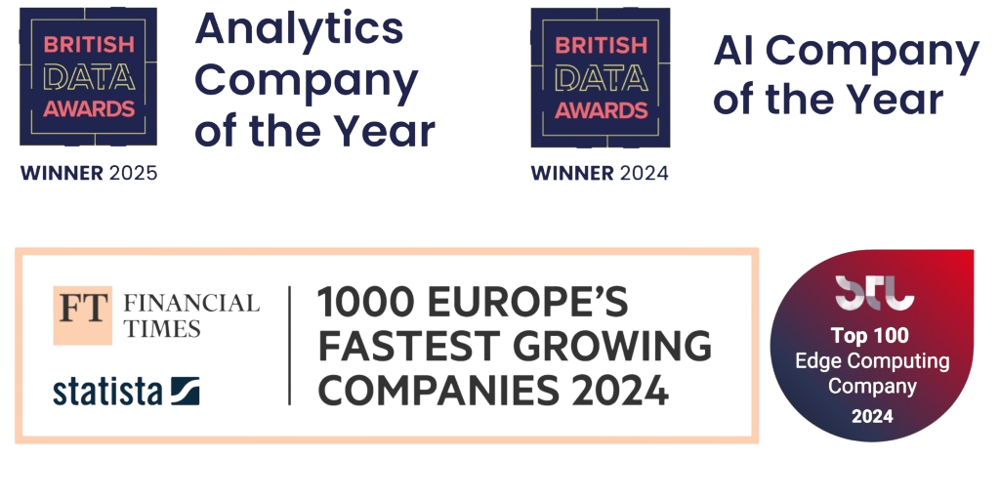 BRITISH
DATA
AWARDS
WINNER 2025
Analytics
Company
of the Year
BRITISH
DATA
AWARDS
WINNER 2024
AI Company
of the Year
FT FINANCIAL
TIMES
statista
1000 EUROPE’S
FASTEST GROWING
COMPANIES 2024
STL
Top 100
Edge Computing
Company
2024